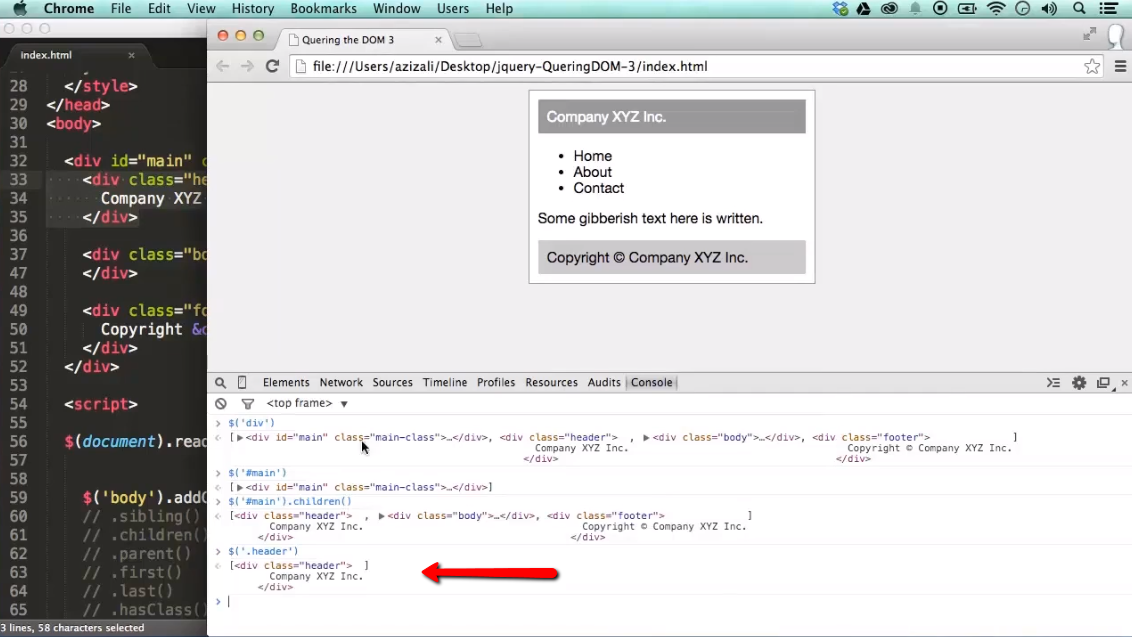 Chrome File Edit View History Bookmarks Window Users Help
index.html ×
28 </style>
29 </head>
30 <body>
31
32 <div id="main" c
33 <div class="he
34 Company XYZ
35 </div>
36
37 <div class="bo
47 </div>
48
49 <div class="fo
50 Copyright &c
51 </div>
52 </div>
53
54 <script>
55
56 $(document).read
57
58
59 $('body').addC
60 // .sibling()
61 // .children()
62 // .parent()
63 // .first()
64 // .last()
65 // .hasClass()
3 lines, 58 characters selected
Quering the DOM 3 ×
file:///Users/azizali/Desktop/jquery-QueringDOM-3/index.html
Company XYZ Inc.
• Home
• About
• Contact
Some gibberish text here is written.
Copyright © Company XYZ Inc.
Elements Network Sources Timeline Profiles Resources Audits Console
<top frame> ▼
> $('div')
[▶<div id="main" class="main-class">…</div>, <div class="header> , ▶<div class="body">…</div>, <div class="footer"> ]
Company XYZ Inc. Copyright © Company XYZ Inc.
</div> </div>
> $('#main')
[▶<div id="main" class="main-class">…</div>]
> $('#main').children()
[<div class="header"> , ▶<div class="body">…</div>, <div class="footer"> ]
Company XYZ Inc. Copyright © Company XYZ Inc.
</div> </div>
> $('.header')
[<div class="header"> ]
Company XYZ Inc.
</div>
>